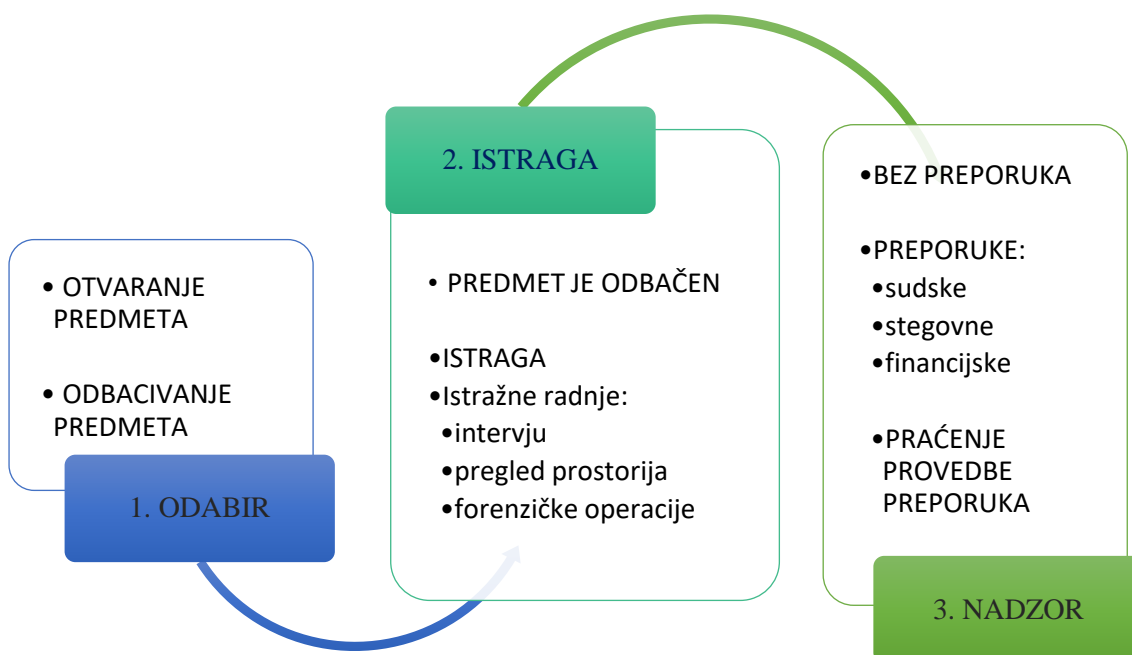 • OTVARANJE
PREDMETA
• ODBACIVANJE
PREDMETA
1. ODABIR
2. ISTRAGA
• PREDMET JE ODBAČEN
•ISTRAGA
•Istražne radnje:
•intervju
•pregled prostorija
•forenzičke operacije
•BEZ PREPORUKA
•PREPORUKE:
•sudske
•stegovne
•financijske
•PRAĆENJE
PROVEDBE
PREPORUKA
3. NADZOR